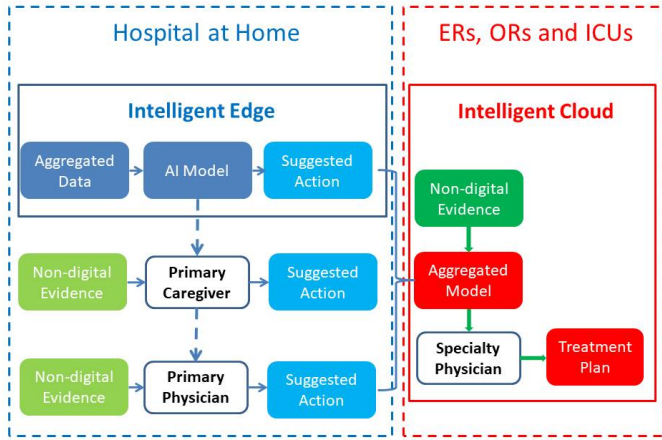 Hospital at Home
Intelligent Edge
Aggregated
Data
AI Model
Suggested
Action
Non-digital
Evidence
Primary
Caregiver
Suggested
Action
Non-digital
Evidence
Primary
Physician
Suggested
Action
ERs, ORs and ICUs
Intelligent Cloud
Non-digital
Evidence
Aggregated
Model
Specialty
Physician
Treatment
Plan